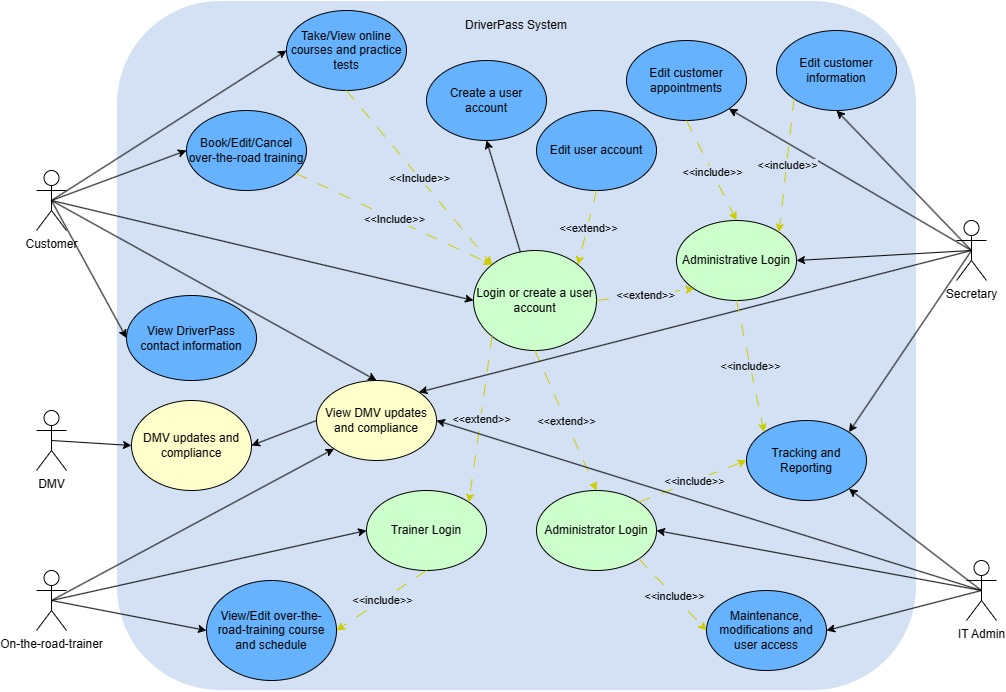 DriverPass System
Take/View online
courses and practice
tests
Create a user
account
Edit customer
appointments
Edit customer
information
Book/Edit/Cancel
over-the-road training
Edit user account
<<Include>>
<<include>>
<<include>>
<<Include>>
Customer
<<extend>>
Administrative Login
Secretary
Login or create a user
account
<<extend>>
View DriverPass
contact information
<<include>>
View DMV updates
and compliance
<<extend>>
<<extend>>
DMV
DMV updates and
compliance
Tracking and
Reporting
<<include>>
Trainer Login
Administrator Login
<<include>>
<<include>>
On-the-road-trainer
View/Edit over-the-
road-training course
and schedule
Maintenance,
modifications and
user access
IT Admin